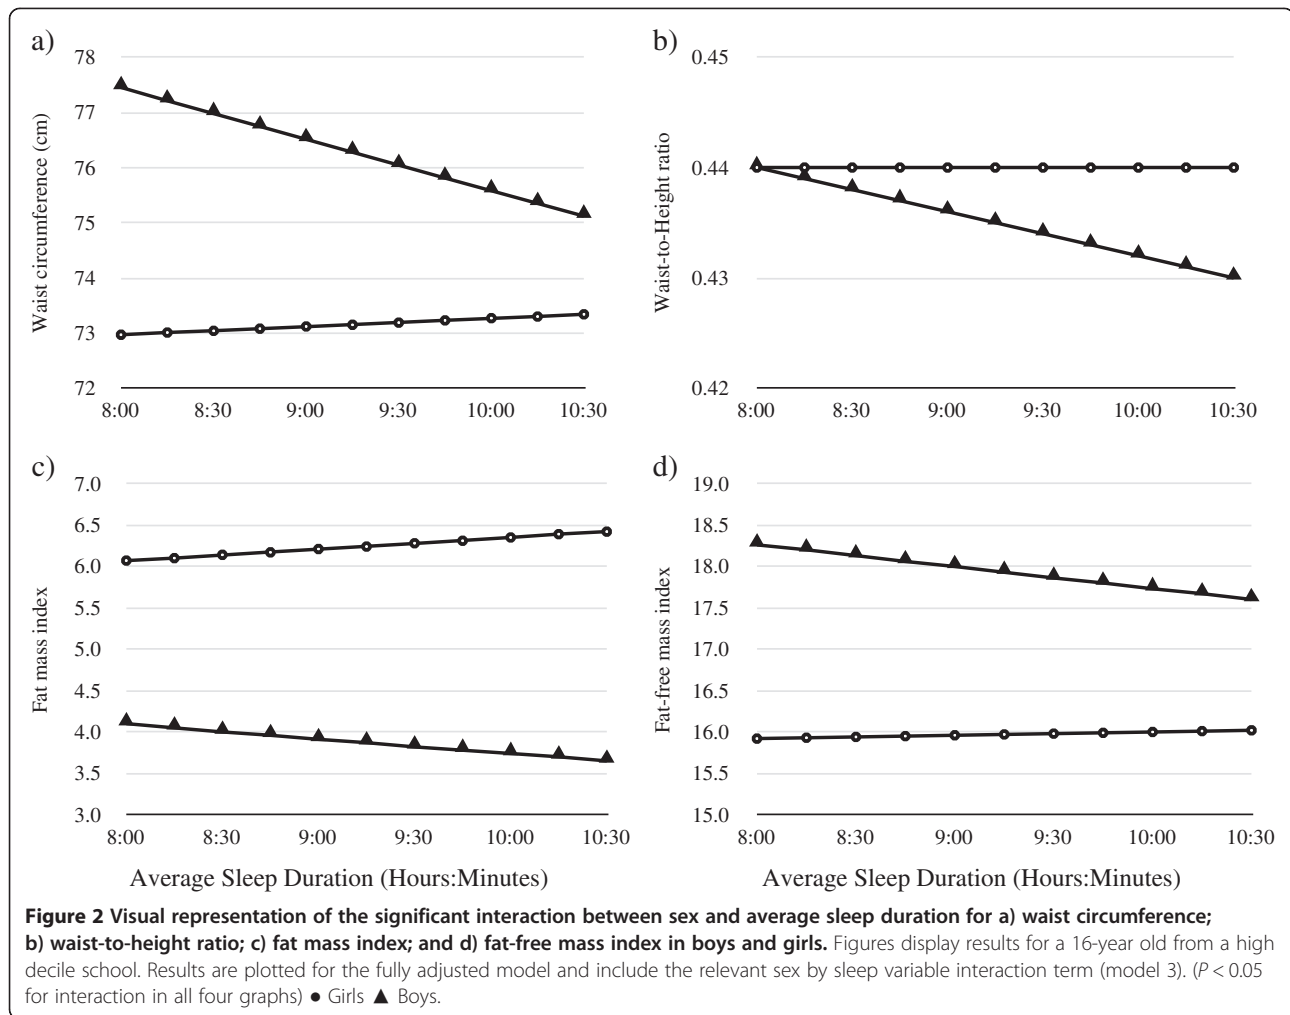 a)
78
77
76
75
74
73
72
Waist circumference (cm)
8:00 8:30 9:00 9:30 10:00 10:30
b)
0.45
0.44
0.43
0.42
Waist-to-Height ratio
8:00 8:30 9:00 9:30 10:00 10:30
c)
7.0
6.5
6.0
5.5
5.0
4.5
4.0
3.5
3.0
Fat mass index
8:00 8:30 9:00 9:30 10:00 10:30
Average Sleep Duration (Hours:Minutes)
d)
19.0
18.5
18.0
17.5
17.0
16.5
16.0
15.5
15.0
Fat-free mass index
8:00 8:30 9:00 9:30 10:00 10:30
Average Sleep Duration (Hours:Minutes)
Figure 2 Visual representation of the significant interaction between sex and average sleep duration for a) waist circumference;
b) waist-to-height ratio; c) fat mass index; and d) fat-free mass index in boys and girls. Figures display results for a 16-year old from a high
decile school. Results are plotted for the fully adjusted model and include the relevant sex by sleep variable interaction term (model 3). (P < 0.05
for interaction in all four graphs) ● Girls ▲ Boys.